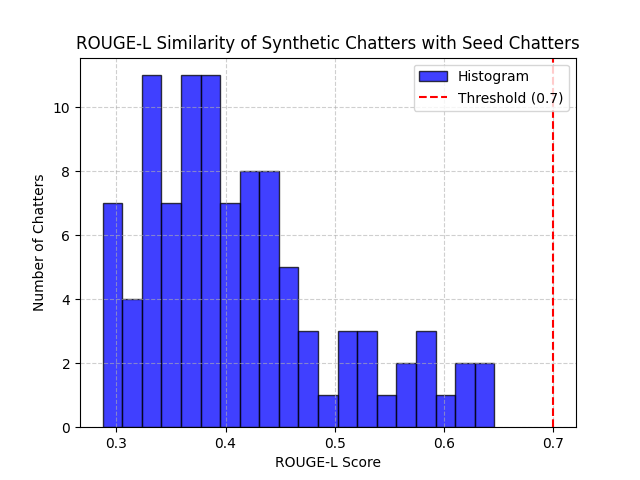 ROUGE-L Similarity of Synthetic Chatters with Seed Chatters
Histogram
Threshold (0.7)
Number of Chatters
10
8
6
4
2
0
0.3 0.4 0.5 0.6 0.7
ROUGE-L Score